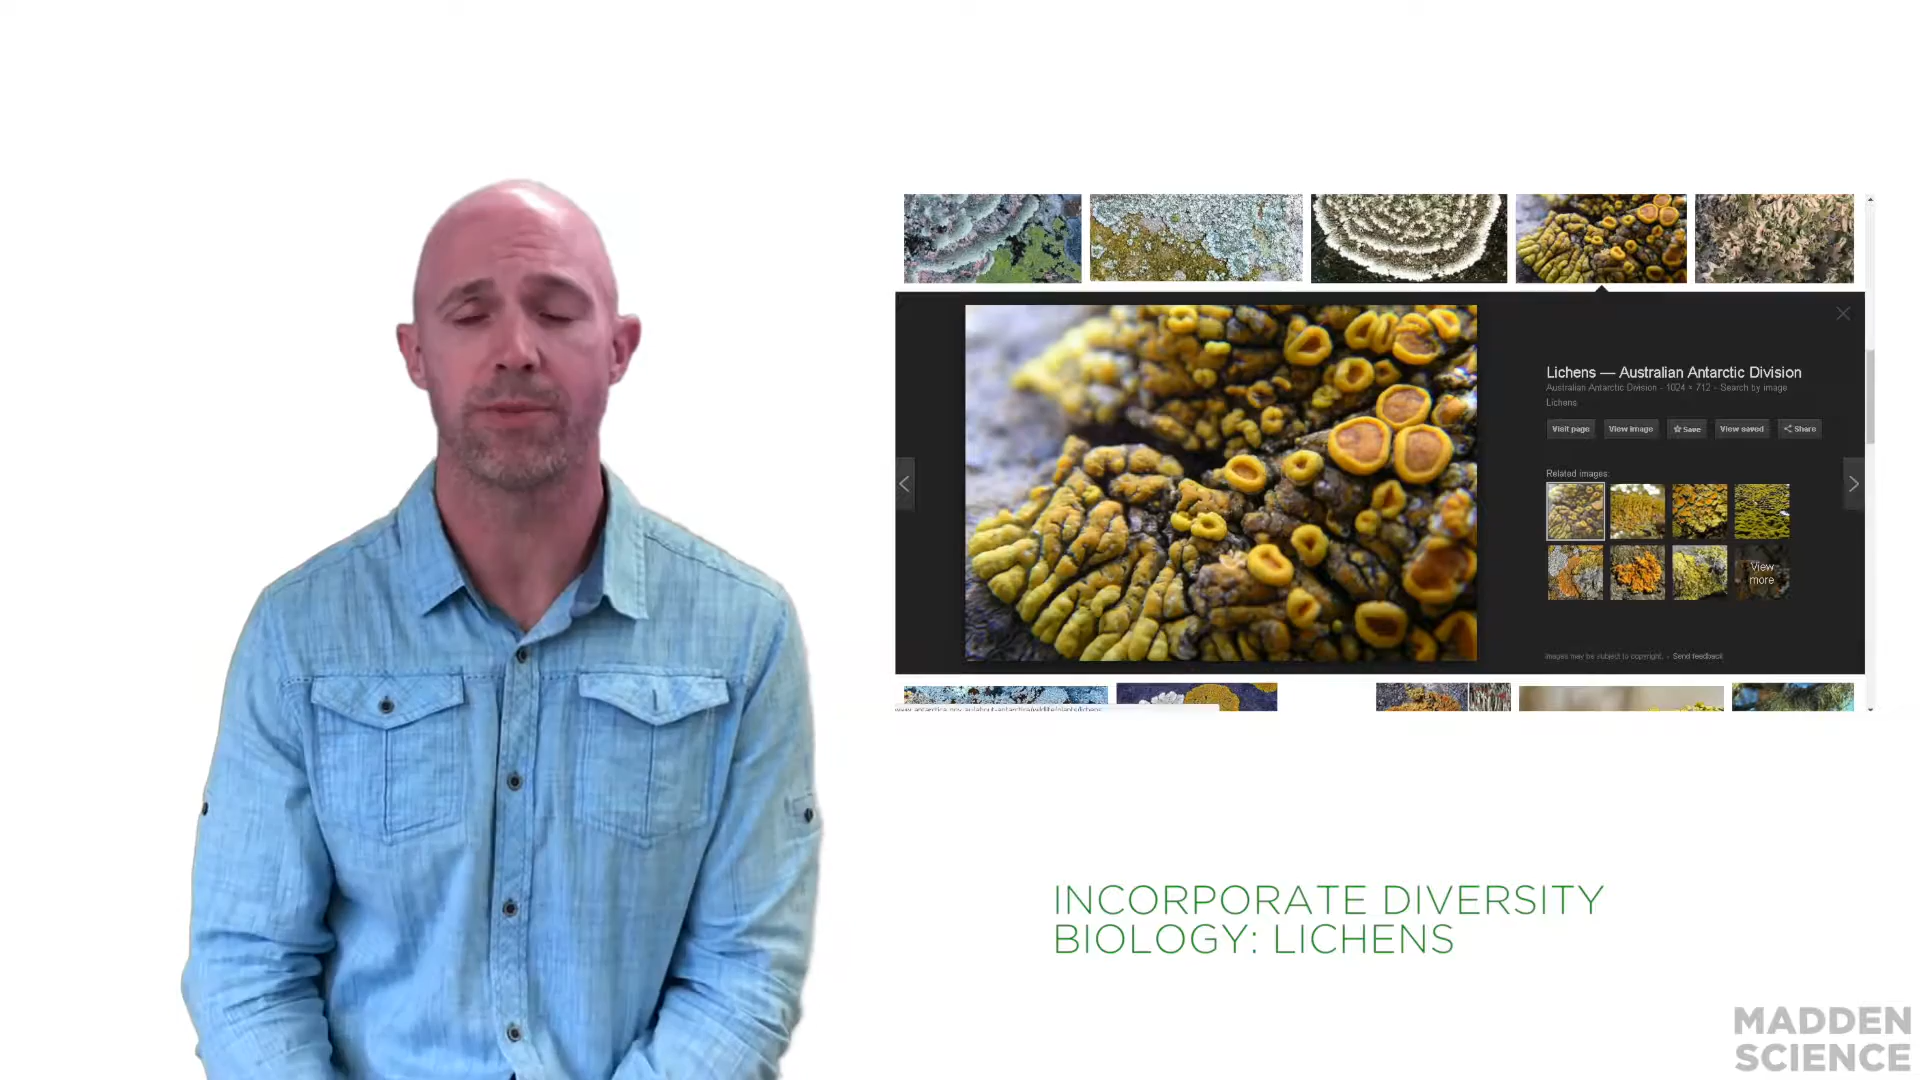 Lichens — Australian Antarctic Division
Australian Antarctic Division - 1024 × 712 - Search by image
Lichens
Visit page
View image
Save
View saved
Share
Related images:
View
more
Images may be subject to copyright. - Send feedback
INCORPORATE DIVERSITY
BIOLOGY: LICHENS
MADDEN
SCIENCE